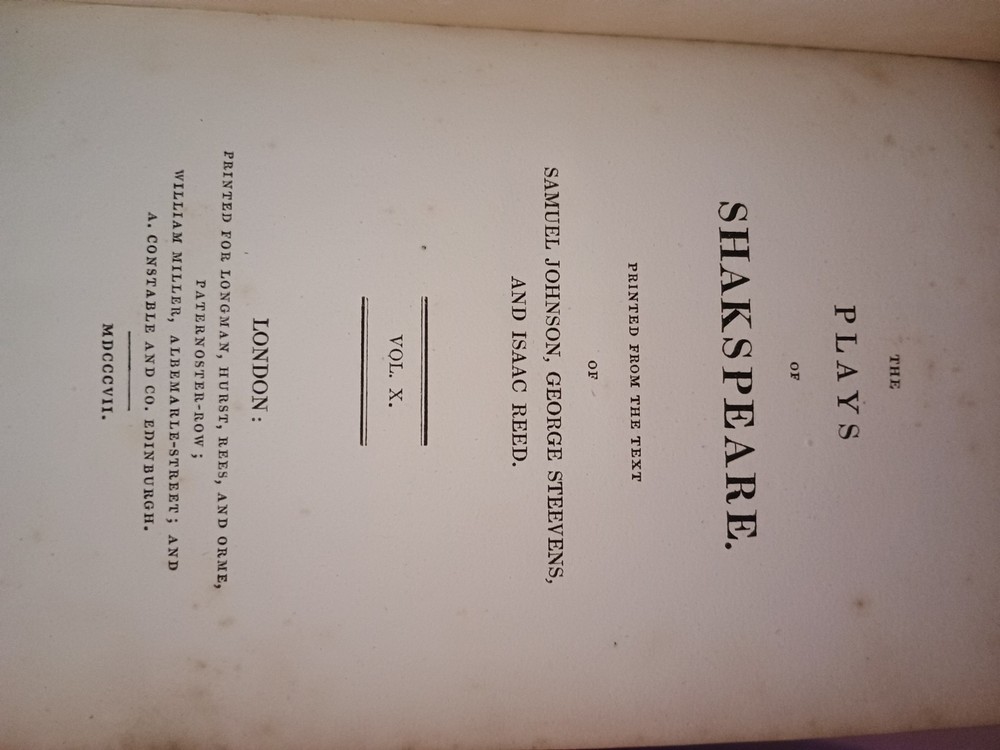 THE
PLAYS
OF
SHAKSPEARE.
PRINTED FROM THE TEXT
OF
SAMUEL JOHNSON, GEORGE STEEVENS,
AND ISAAC REED.
VOL. X.
LONDON:
PRINTED FOR LONGMAN, HURST, REES, AND ORME,
PATERNOSTER-ROW;
WILLIAM MILLER, ALBEMARLE-STREET; AND
A. CONSTABLE AND CO. EDINBURGH.
MDCCCVII.